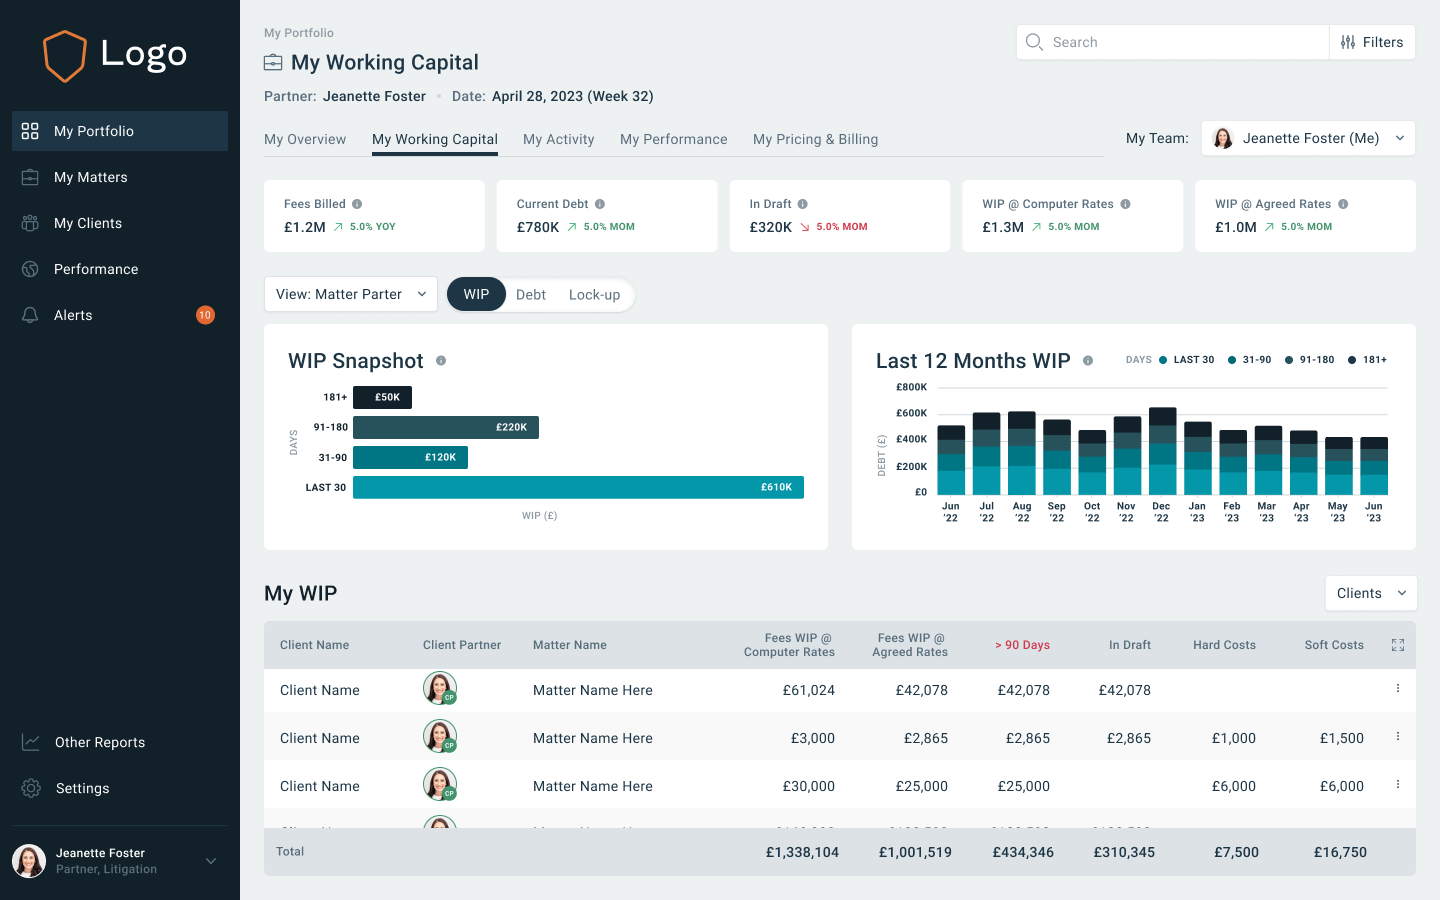 Logo
My Portfolio
My Matters
My Clients
Performance
Alerts
10
Other Reports
Settings
Jeanette Foster
Partner, Litigation
My Portfolio
My Working Capital
Partner: Jeanette Foster • Date: April 28, 2023 (Week 32)
Search
Filters
My Overview
My Working Capital
My Activity
My Performance
My Pricing & Billing
My Team:
Jeanette Foster (Me)
Fees Billed
£1.2M 5.0% YOY
Current Debt
£780K 5.0% MOM
In Draft
£320K 5.0% MOM
WIP @ Computer Rates
£1.3M 5.0% MOM
WIP @ Agreed Rates
£1.0M 5.0% MOM
View: Matter Parter
WIP
Debt
Lock-up
WIP Snapshot
DAYS
181+ £50K
91-180 £220K
31-90 £120K
LAST 30 £610K
WIP (£)
Last 12 Months WIP
DAYS LAST 30 31-90 91-180 181+
DEBT (£)
£800K
£600K
£400K
£200K
£0
Jun '22
Jul '22
Aug '22
Sep '22
Oct '22
Nov '22
Dec '22
Jan '23
Feb '23
Mar '23
Apr '23
May '23
Jun '23
My WIP
Clients
Client Name
Client Partner
Matter Name
Fees WIP @ Computer Rates
Fees WIP @ Agreed Rates
> 90 Days
In Draft
Hard Costs
Soft Costs
Client Name CP Matter Name Here £61,024 £42,078 £42,078 £42,078
Client Name CP Matter Name Here £3,000 £2,865 £2,865 £2,865 £1,000 £1,500
Client Name CP Matter Name Here £30,000 £25,000 £25,000 £6,000 £6,000
Total £1,338,104 £1,001,519 £434,346 £310,345 £7,500 £16,750